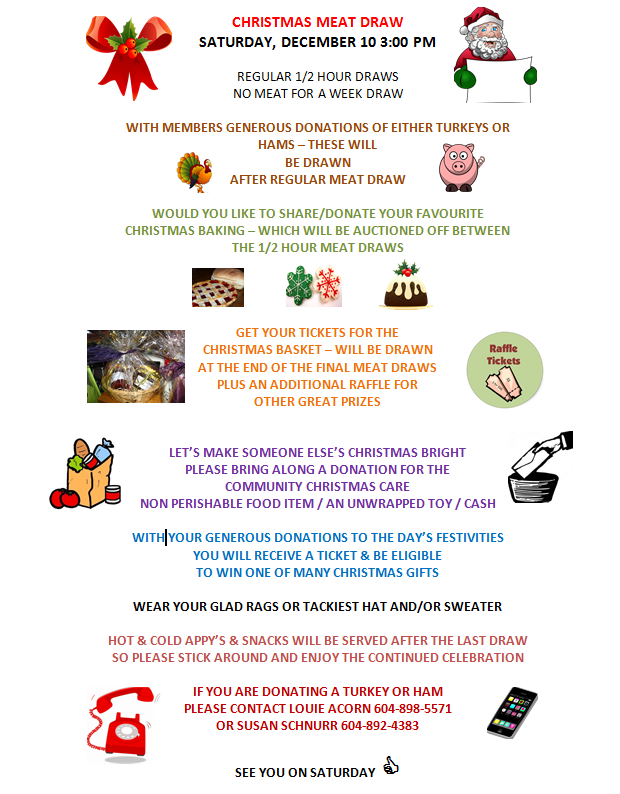 CHRISTMAS MEAT DRAW
SATURDAY, DECEMBER 10 3:00 PM
REGULAR 1/2 HOUR DRAWS
NO MEAT FOR A WEEK DRAW
WITH MEMBERS GENEROUS DONATIONS OF EITHER TURKEYS OR
HAMS – THESE WILL
BE DRAWN
AFTER REGULAR MEAT DRAW
WOULD YOU LIKE TO SHARE/DONATE YOUR FAVOURITE
CHRISTMAS BAKING – WHICH WILL BE AUCTIONED OFF BETWEEN
THE 1/2 HOUR MEAT DRAWS
GET YOUR TICKETS FOR THE
CHRISTMAS BASKET – WILL BE DRAWN
AT THE END OF THE FINAL MEAT DRAWS
PLUS AN ADDITIONAL RAFFLE FOR
OTHER GREAT PRIZES
Raffle
Tickets
LET'S MAKE SOMEONE ELSE'S CHRISTMAS BRIGHT
PLEASE BRING ALONG A DONATION FOR THE
COMMUNITY CHRISTMAS CARE
NON PERISHABLE FOOD ITEM / AN UNWRAPPED TOY / CASH
WITH YOUR GENEROUS DONATIONS TO THE DAY'S FESTIVITIES
YOU WILL RECEIVE A TICKET & BE ELIGIBLE
TO WIN ONE OF MANY CHRISTMAS GIFTS
WEAR YOUR GLAD RAGS OR TACKIEST HAT AND/OR SWEATER
HOT & COLD APPY'S & SNACKS WILL BE SERVED AFTER THE LAST DRAW
SO PLEASE STICK AROUND AND ENJOY THE CONTINUED CELEBRATION
IF YOU ARE DONATING A TURKEY OR HAM
PLEASE CONTACT LOUIE ACORN 604-898-5571
OR SUSAN SCHNURR 604-892-4383
SEE YOU ON SATURDAY